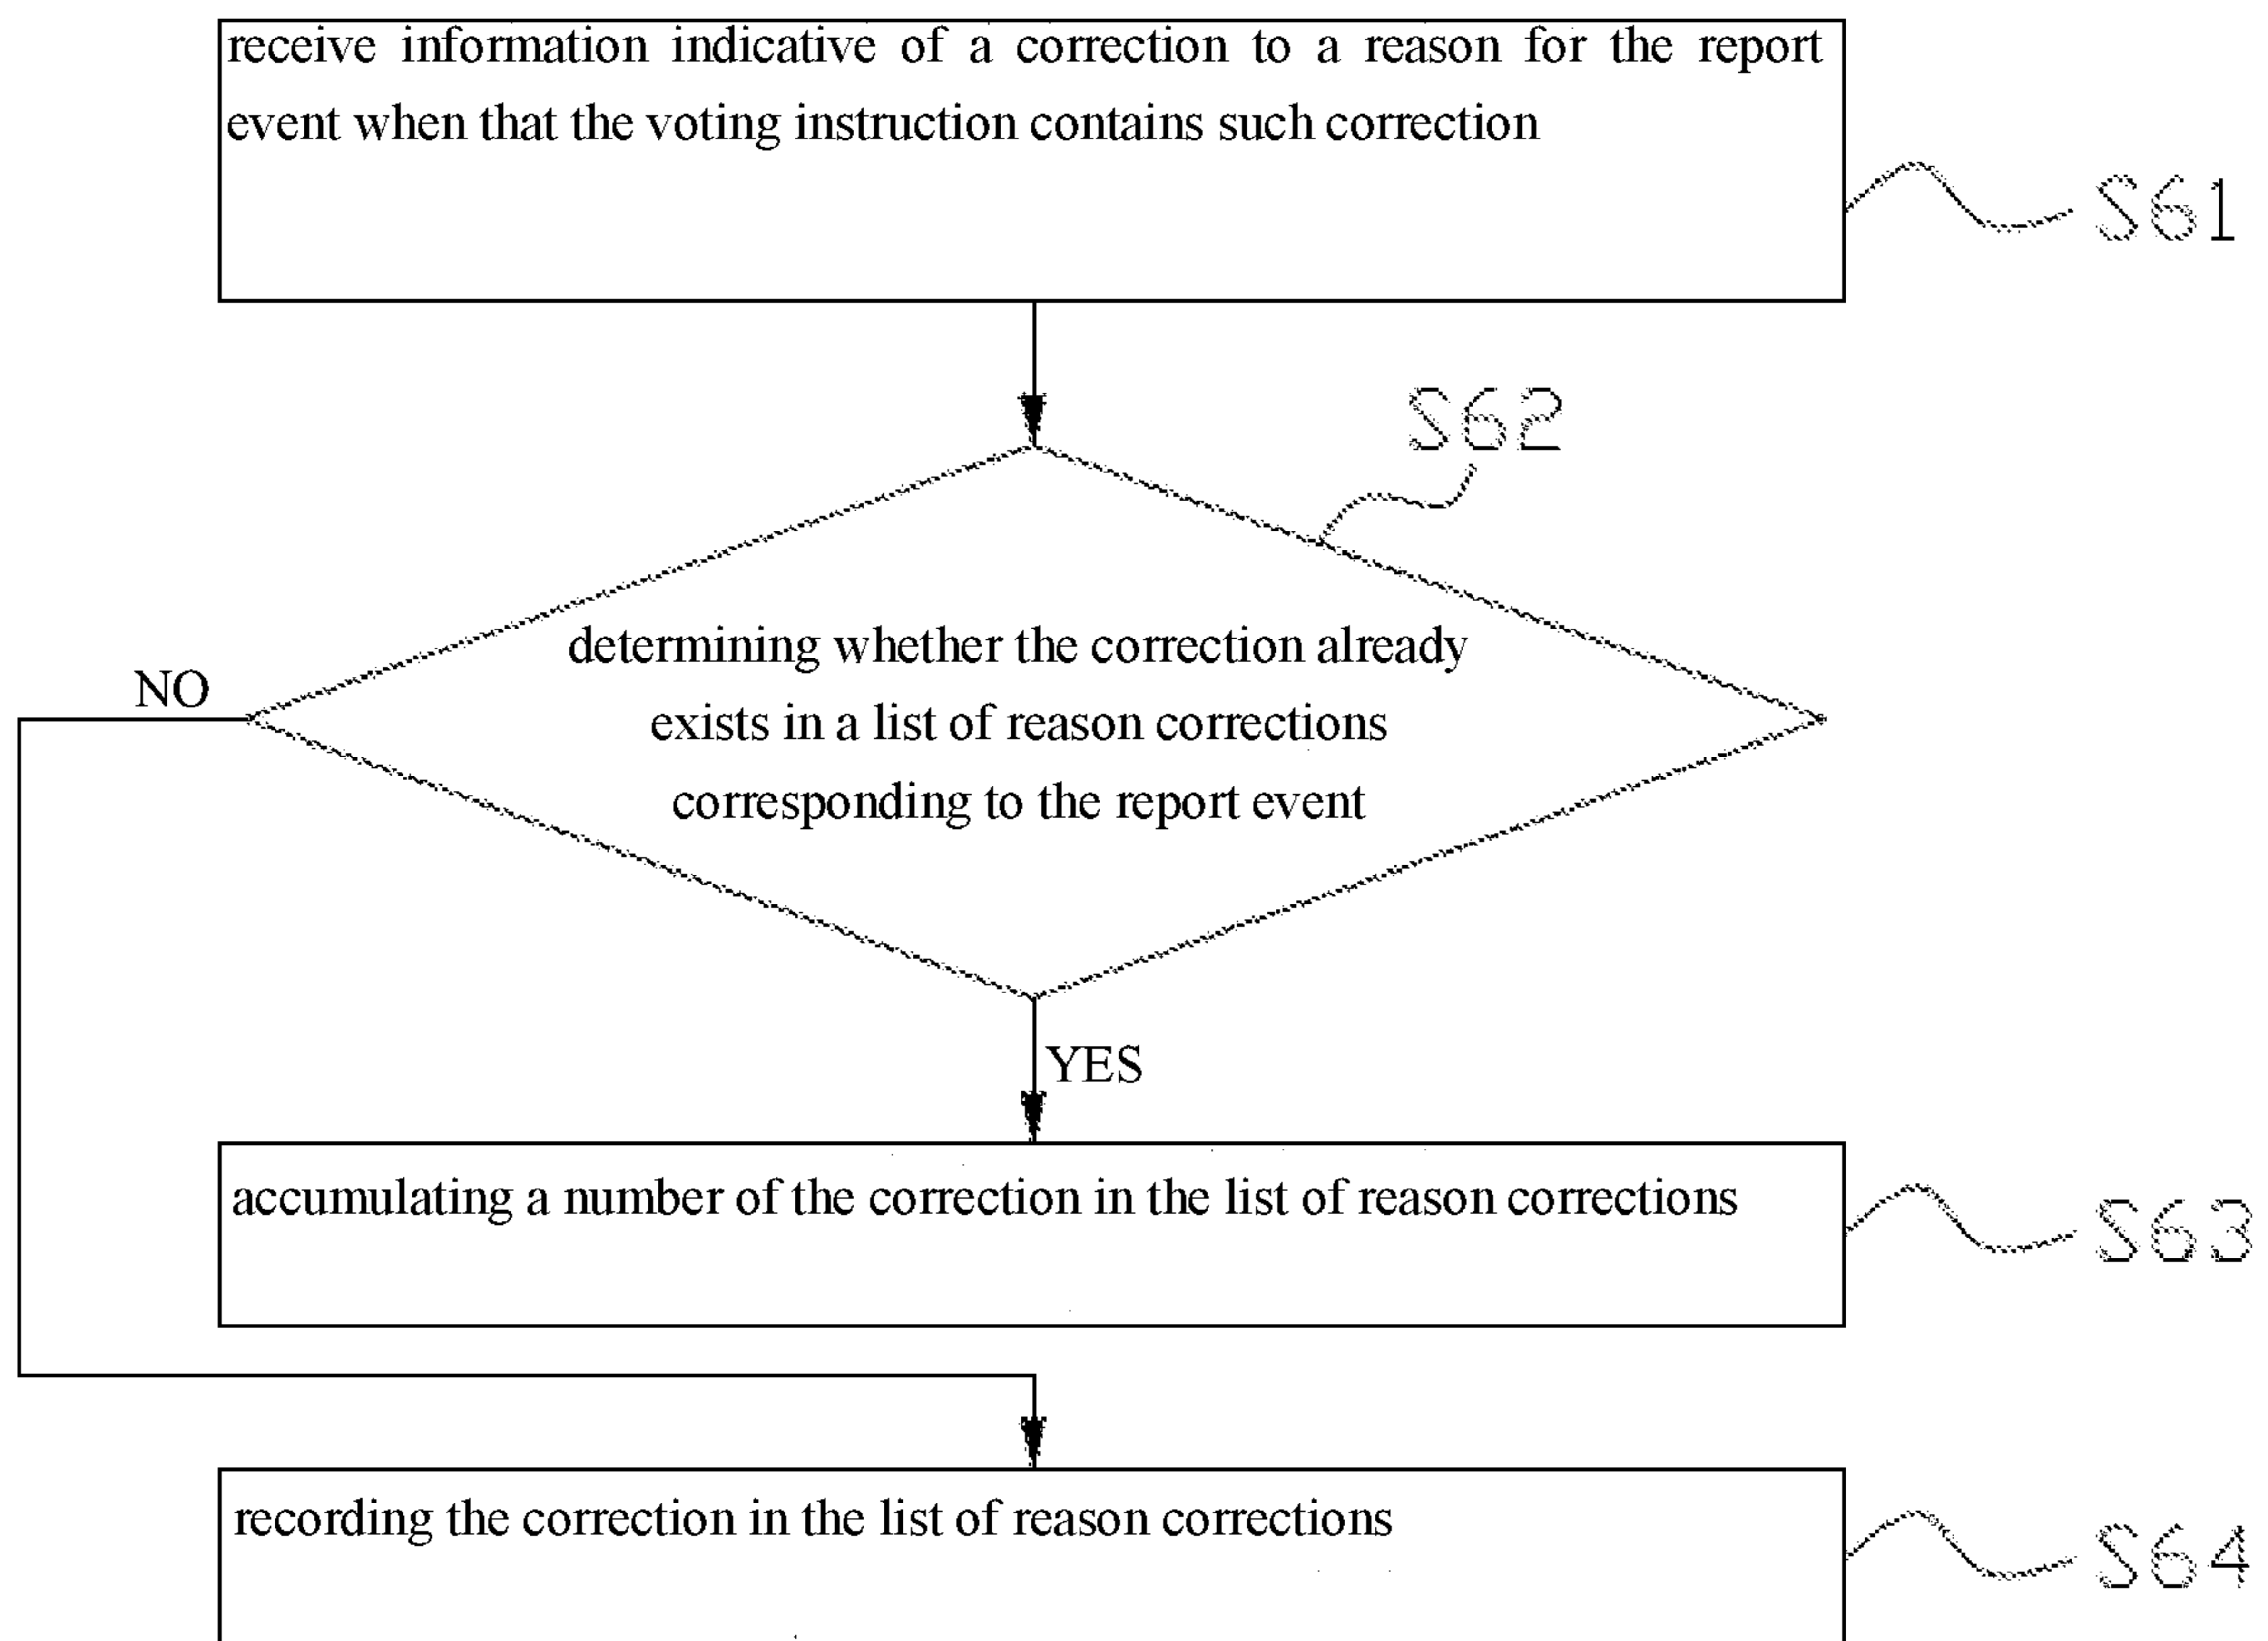 receive information indicative of a correction to a reason for the report
event when that the voting instruction contains such correction
S61
S62
determining whether the correction already
exists in a list of reason corrections
corresponding to the report event
NO
YES
accumulating a number of the correction in the list of reason corrections
S63
recording the correction in the list of reason corrections
S64